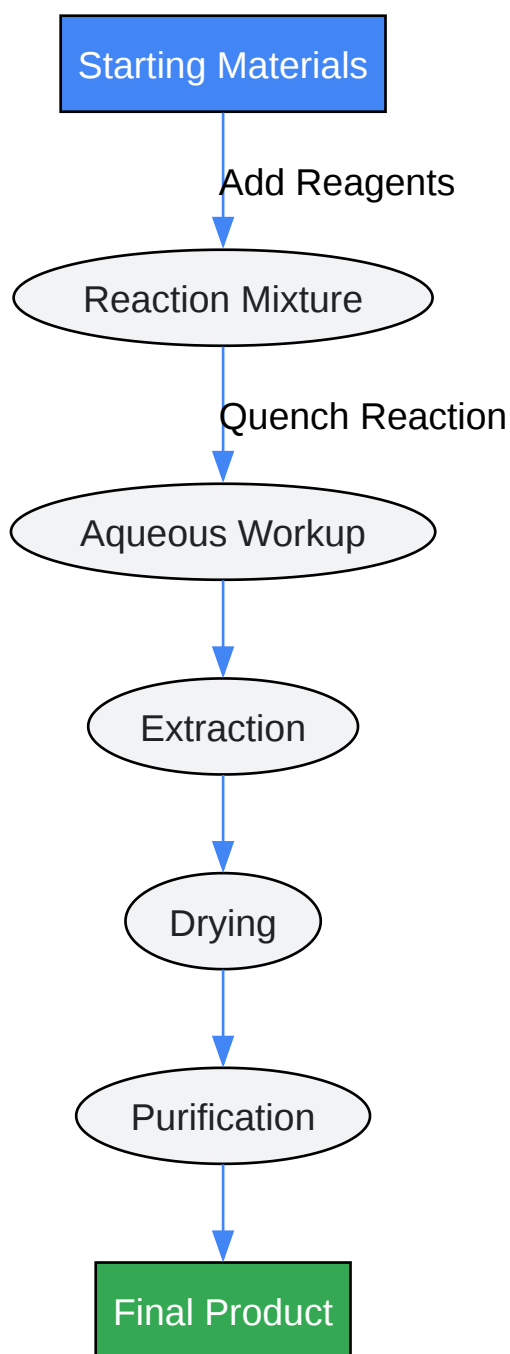 Starting Materials
Add Reagents
Reaction Mixture
Quench Reaction
Aqueous Workup
Extraction
Drying
Purification
Final Product